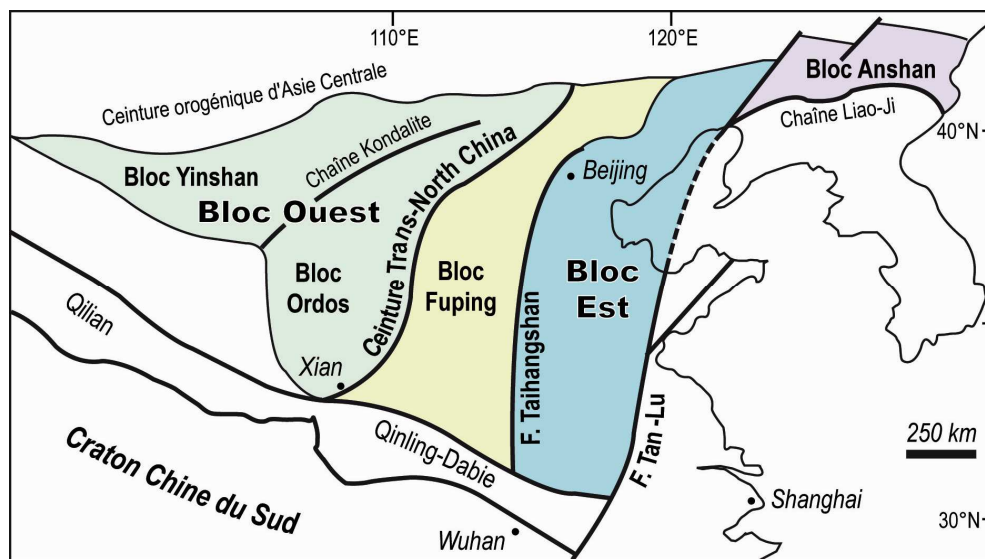 110°E
120°E
Ceinture orogénique d'Asie Centrale
Bloc Anshan
Chaîne Liao-Ji
40°N
Chaîne Kondalite
Bloc Yinshan
Bloc Ouest
Ceinture Trans-North China
Beijing
Bloc
Ordos
Bloc
Fuping
Bloc
Est
Qilian
Xian
F. Taihangshan
F. Tan -Lu
Qinling-Dabie
250 km
Craton Chine du Sud
Shanghai
Wuhan
30°N